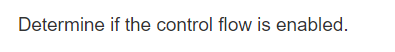 Determine if the control flow is enabled.